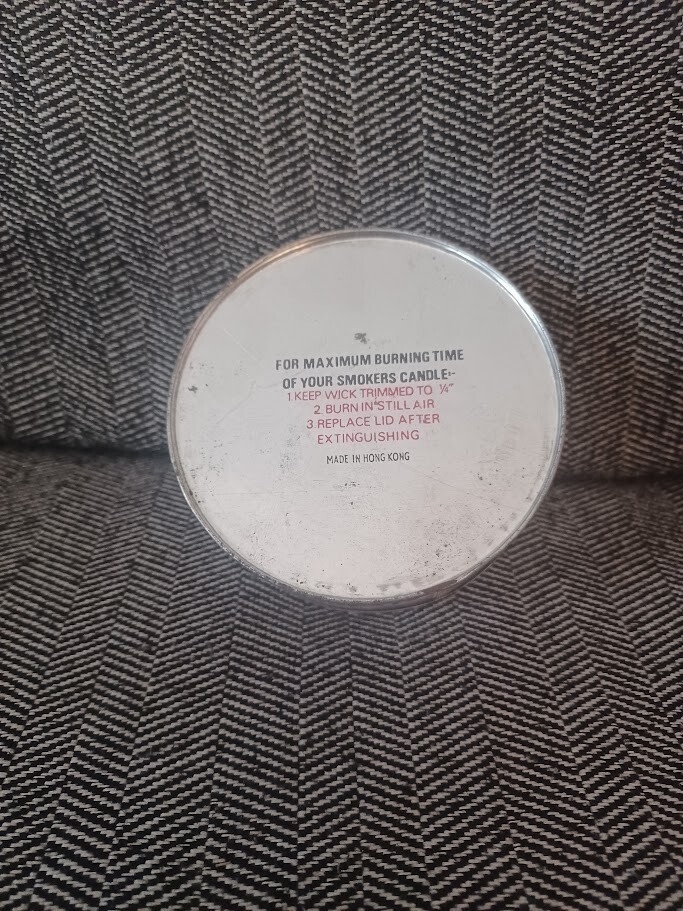 FOR MAXIMUM BURNING TIME
OF YOUR SMOKERS CANDLE:-
1. KEEP WICK TRIMMED TO ¼"
2. BURN IN STILL AIR
3. REPLACE LID AFTER
EXTINGUISHING
MADE IN HONG KONG